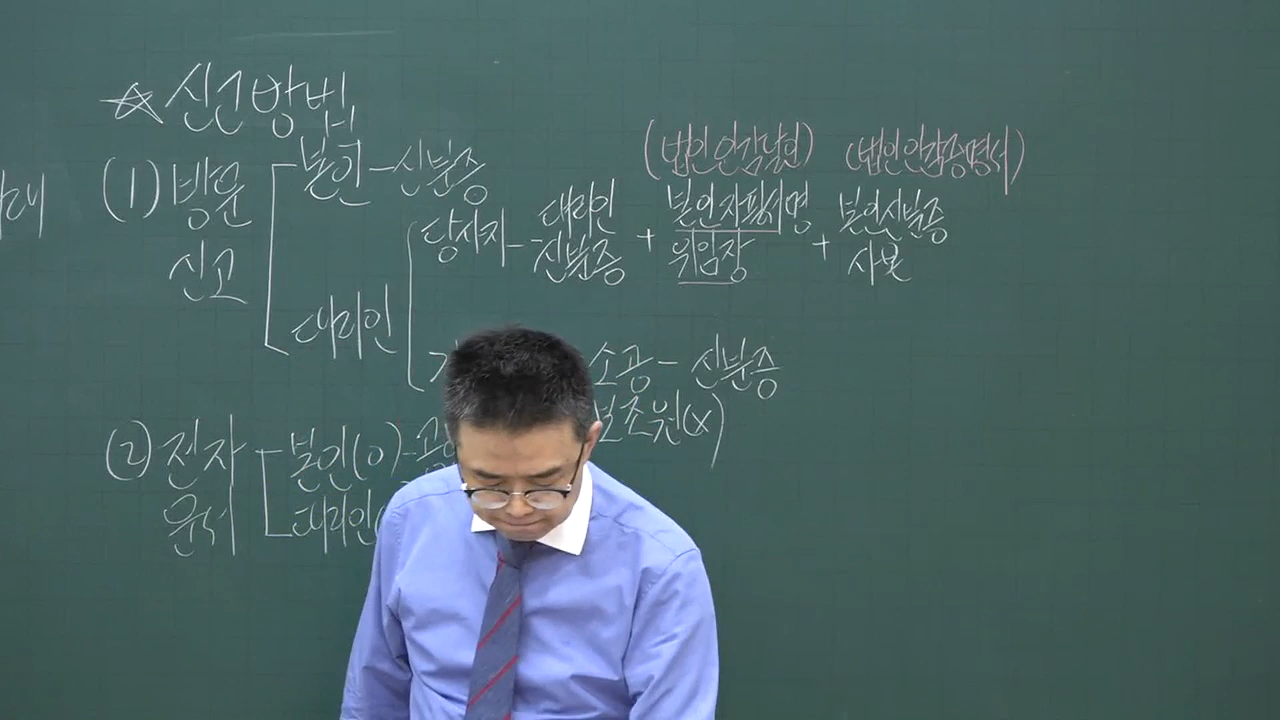 ☆ 신고방법
(1) 방문 신고
본인 - 신분증
(법인 인감날인) (법인 인감증명서)
대리인
당사자 - 대리인 신분증 + 본인자필서명 위임장 + 본인신분증 사본
소공 - 신분증
보조원(x)
(2) 전자 문서
본인(o) - 공
대리인(